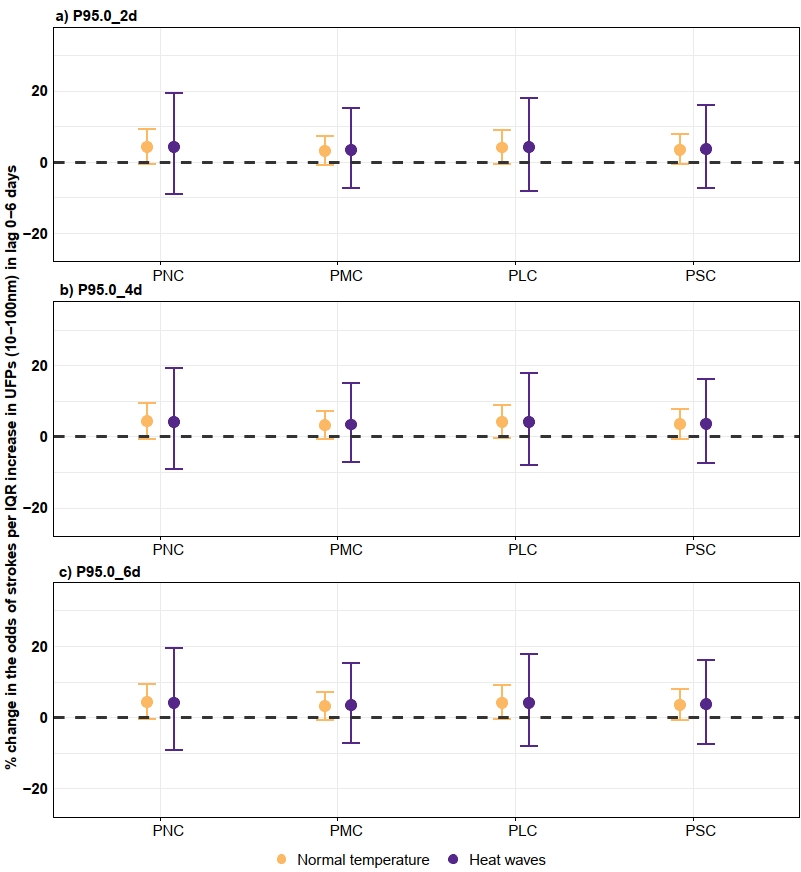 % change in the odds of strokes per IQR increase in UFPs (10−100nm) in lag 0−6 days
a) P95.0_2d
20
0
−20
PNC PMC PLC PSC
b) P95.0_4d
20
0
−20
PNC PMC PLC PSC
c) P95.0_6d
20
0
−20
PNC PMC PLC PSC
Normal temperature Heat waves